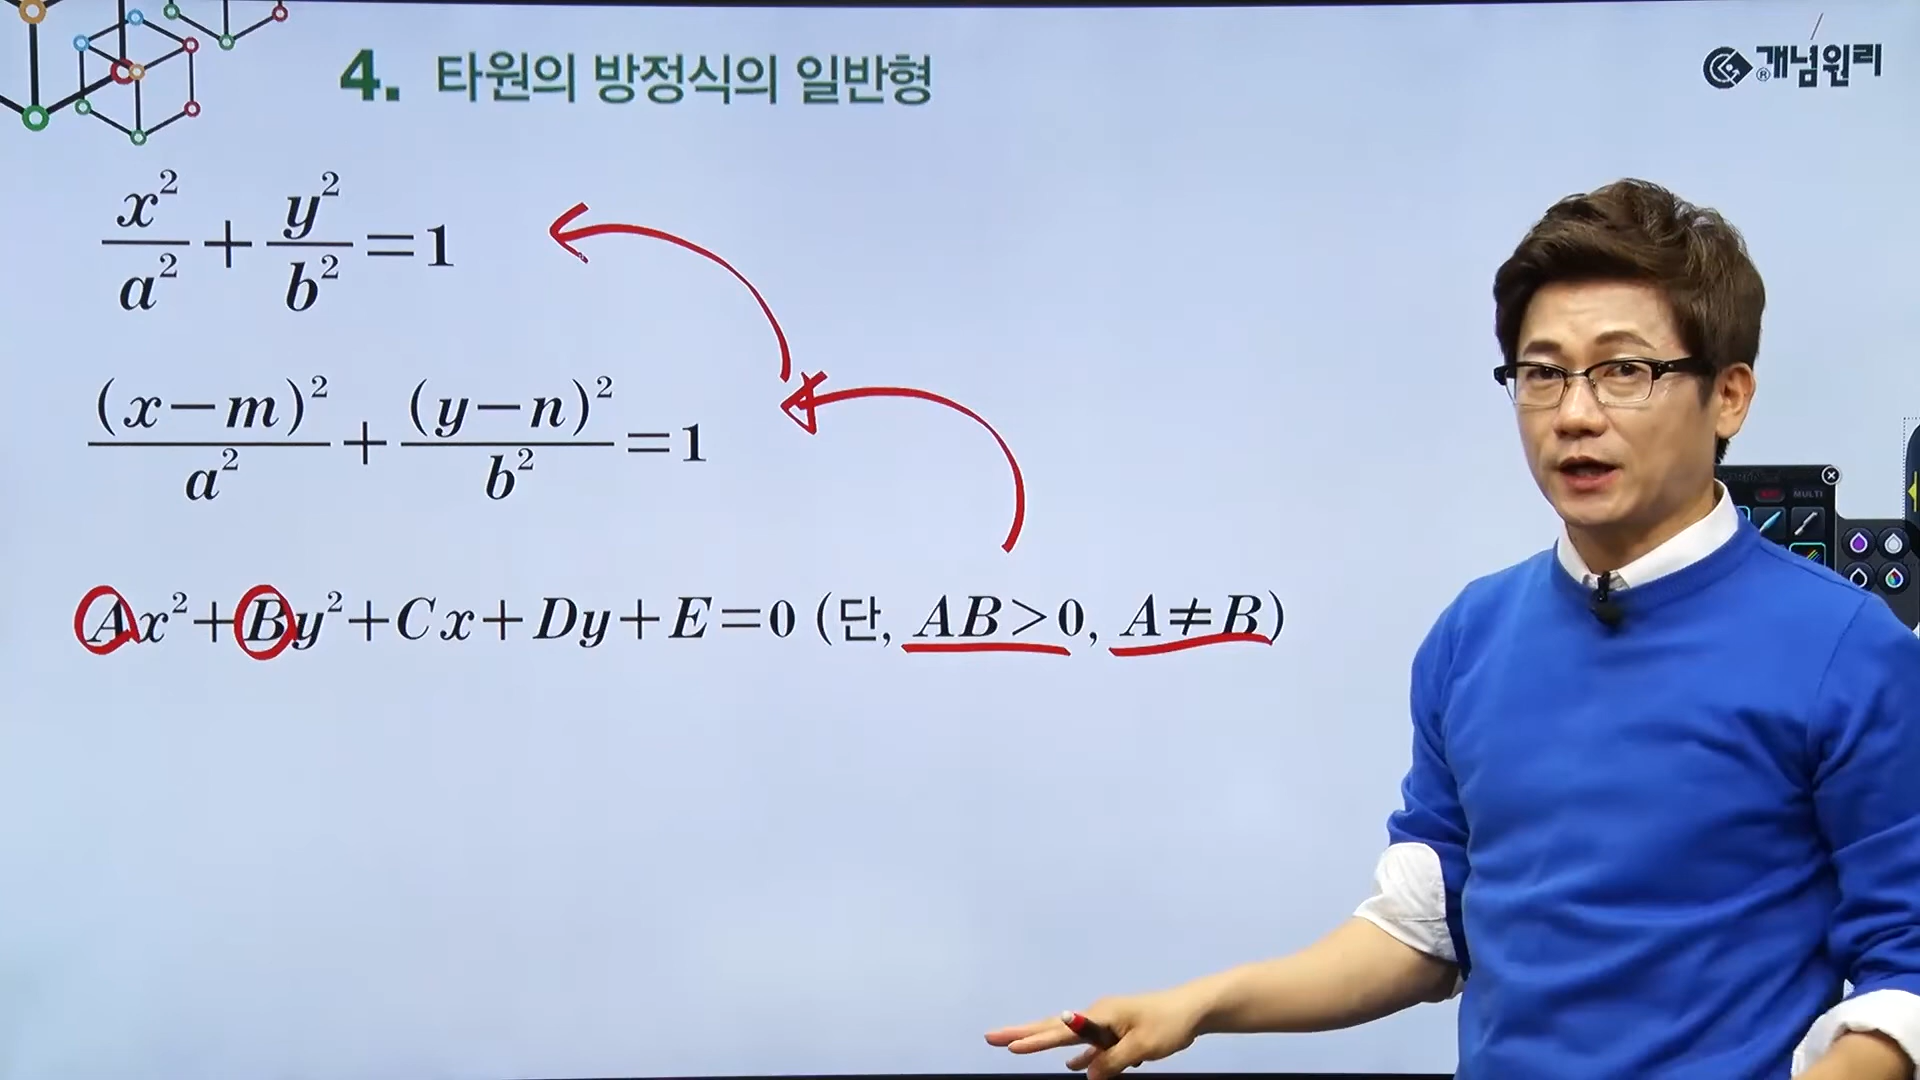 4. 타원의 방정식의 일반형
® 개념원리
x²/a² + y²/b² = 1
(x−m)²/a² + (y−n)²/b² = 1
MULTI
Ax²+By²+Cx+Dy+E=0 (단, AB>0, A≠B)